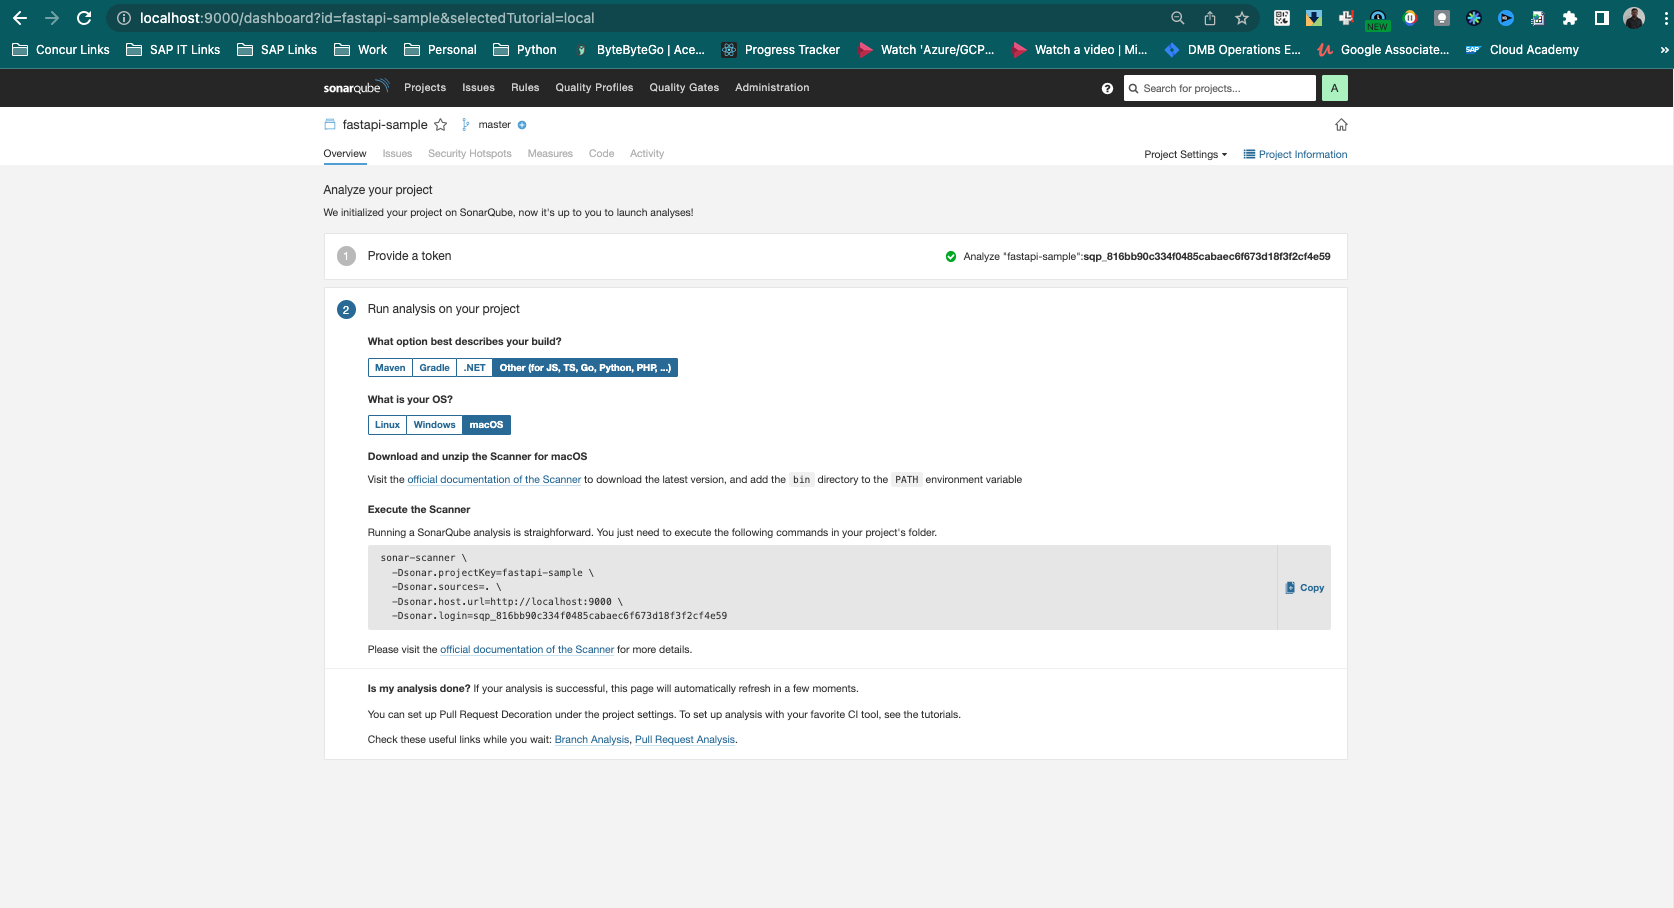 localhost:9000/dashboard?id=fastapi-sample&selectedTutorial=local
NEW
Concur Links SAP IT Links SAP Links Work Personal Python ByteByteGo | Ace... Progress Tracker Watch 'Azure/GCP... Watch a video | Mi... DMB Operations E... Google Associate... SAP Cloud Academy »
sonarqube Projects Issues Rules Quality Profiles Quality Gates Administration ? Search for projects... A
fastapi-sample master
Overview Issues Security Hotspots Measures Code Activity Project Settings Project Information
Analyze your project
We initialized your project on SonarQube, now it's up to you to launch analyses!
1 Provide a token Analyze "fastapi-sample":sqp_816bb90c334f0485cabaec6f673d18f3f2cf4e59
2 Run analysis on your project
What option best describes your build?
Maven Gradle .NET Other (for JS, TS, Go, Python, PHP, ...)
What is your OS?
Linux Windows macOS
Download and unzip the Scanner for macOS
Visit the official documentation of the Scanner to download the latest version, and add the bin directory to the PATH environment variable
Execute the Scanner
Running a SonarQube analysis is straighforward. You just need to execute the following commands in your project's folder.
sonar-scanner \
-Dsonar.projectKey=fastapi-sample \
-Dsonar.sources=. \
-Dsonar.host.url=http://localhost:9000 \
-Dsonar.login=sqp_816bb90c334f0485cabaec6f673d18f3f2cf4e59
Copy
Please visit the official documentation of the Scanner for more details.
Is my analysis done? If your analysis is successful, this page will automatically refresh in a few moments.
You can set up Pull Request Decoration under the project settings. To set up analysis with your favorite CI tool, see the tutorials.
Check these useful links while you wait: Branch Analysis, Pull Request Analysis.